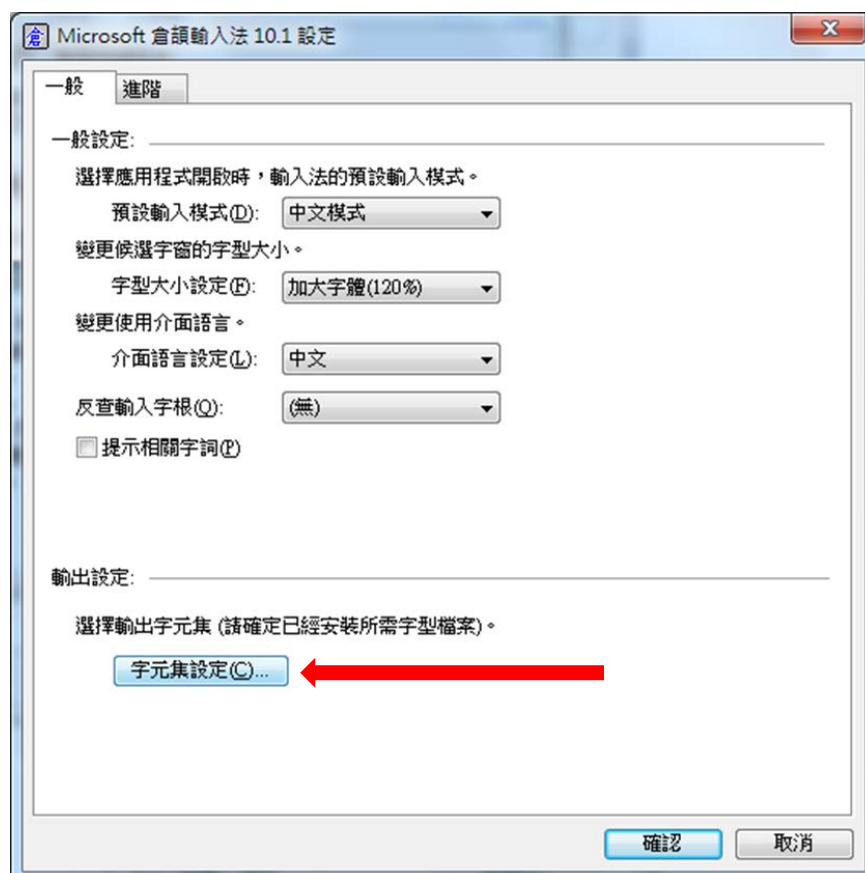 倉 Microsoft 倉頡輸入法 10.1 設定
一般 進階
一般設定:
選擇應用程式開啟時，輸入法的預設輸入模式。
預設輸入模式(D): 中文模式
變更候選字窗的字型大小。
字型大小設定(F): 加大字體(120%)
變更使用介面語言。
介面語言設定(L): 中文
反查輸入字根(Q): (無)
提示相關字詞(P)
輸出設定:
選擇輸出字元集 (請確定已經安裝所需字型檔案)。
字元集設定(C)...
確認 取消